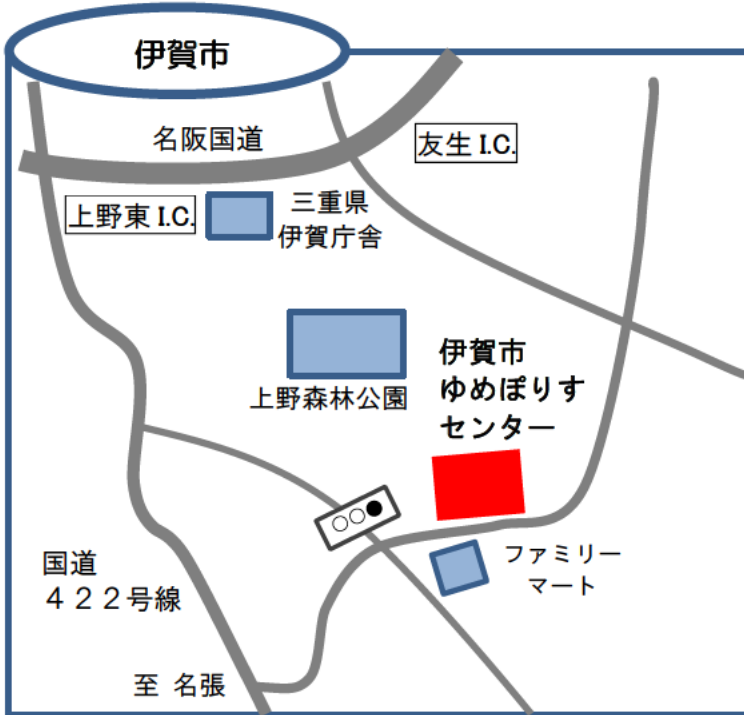 伊賀市
名阪国道
友生 I.C.
上野東 I.C.
三重県
伊賀庁舎
上野森林公園
伊賀市
ゆめぽりす
センター
ファミリー
マート
国道
４２２号線
至 名張